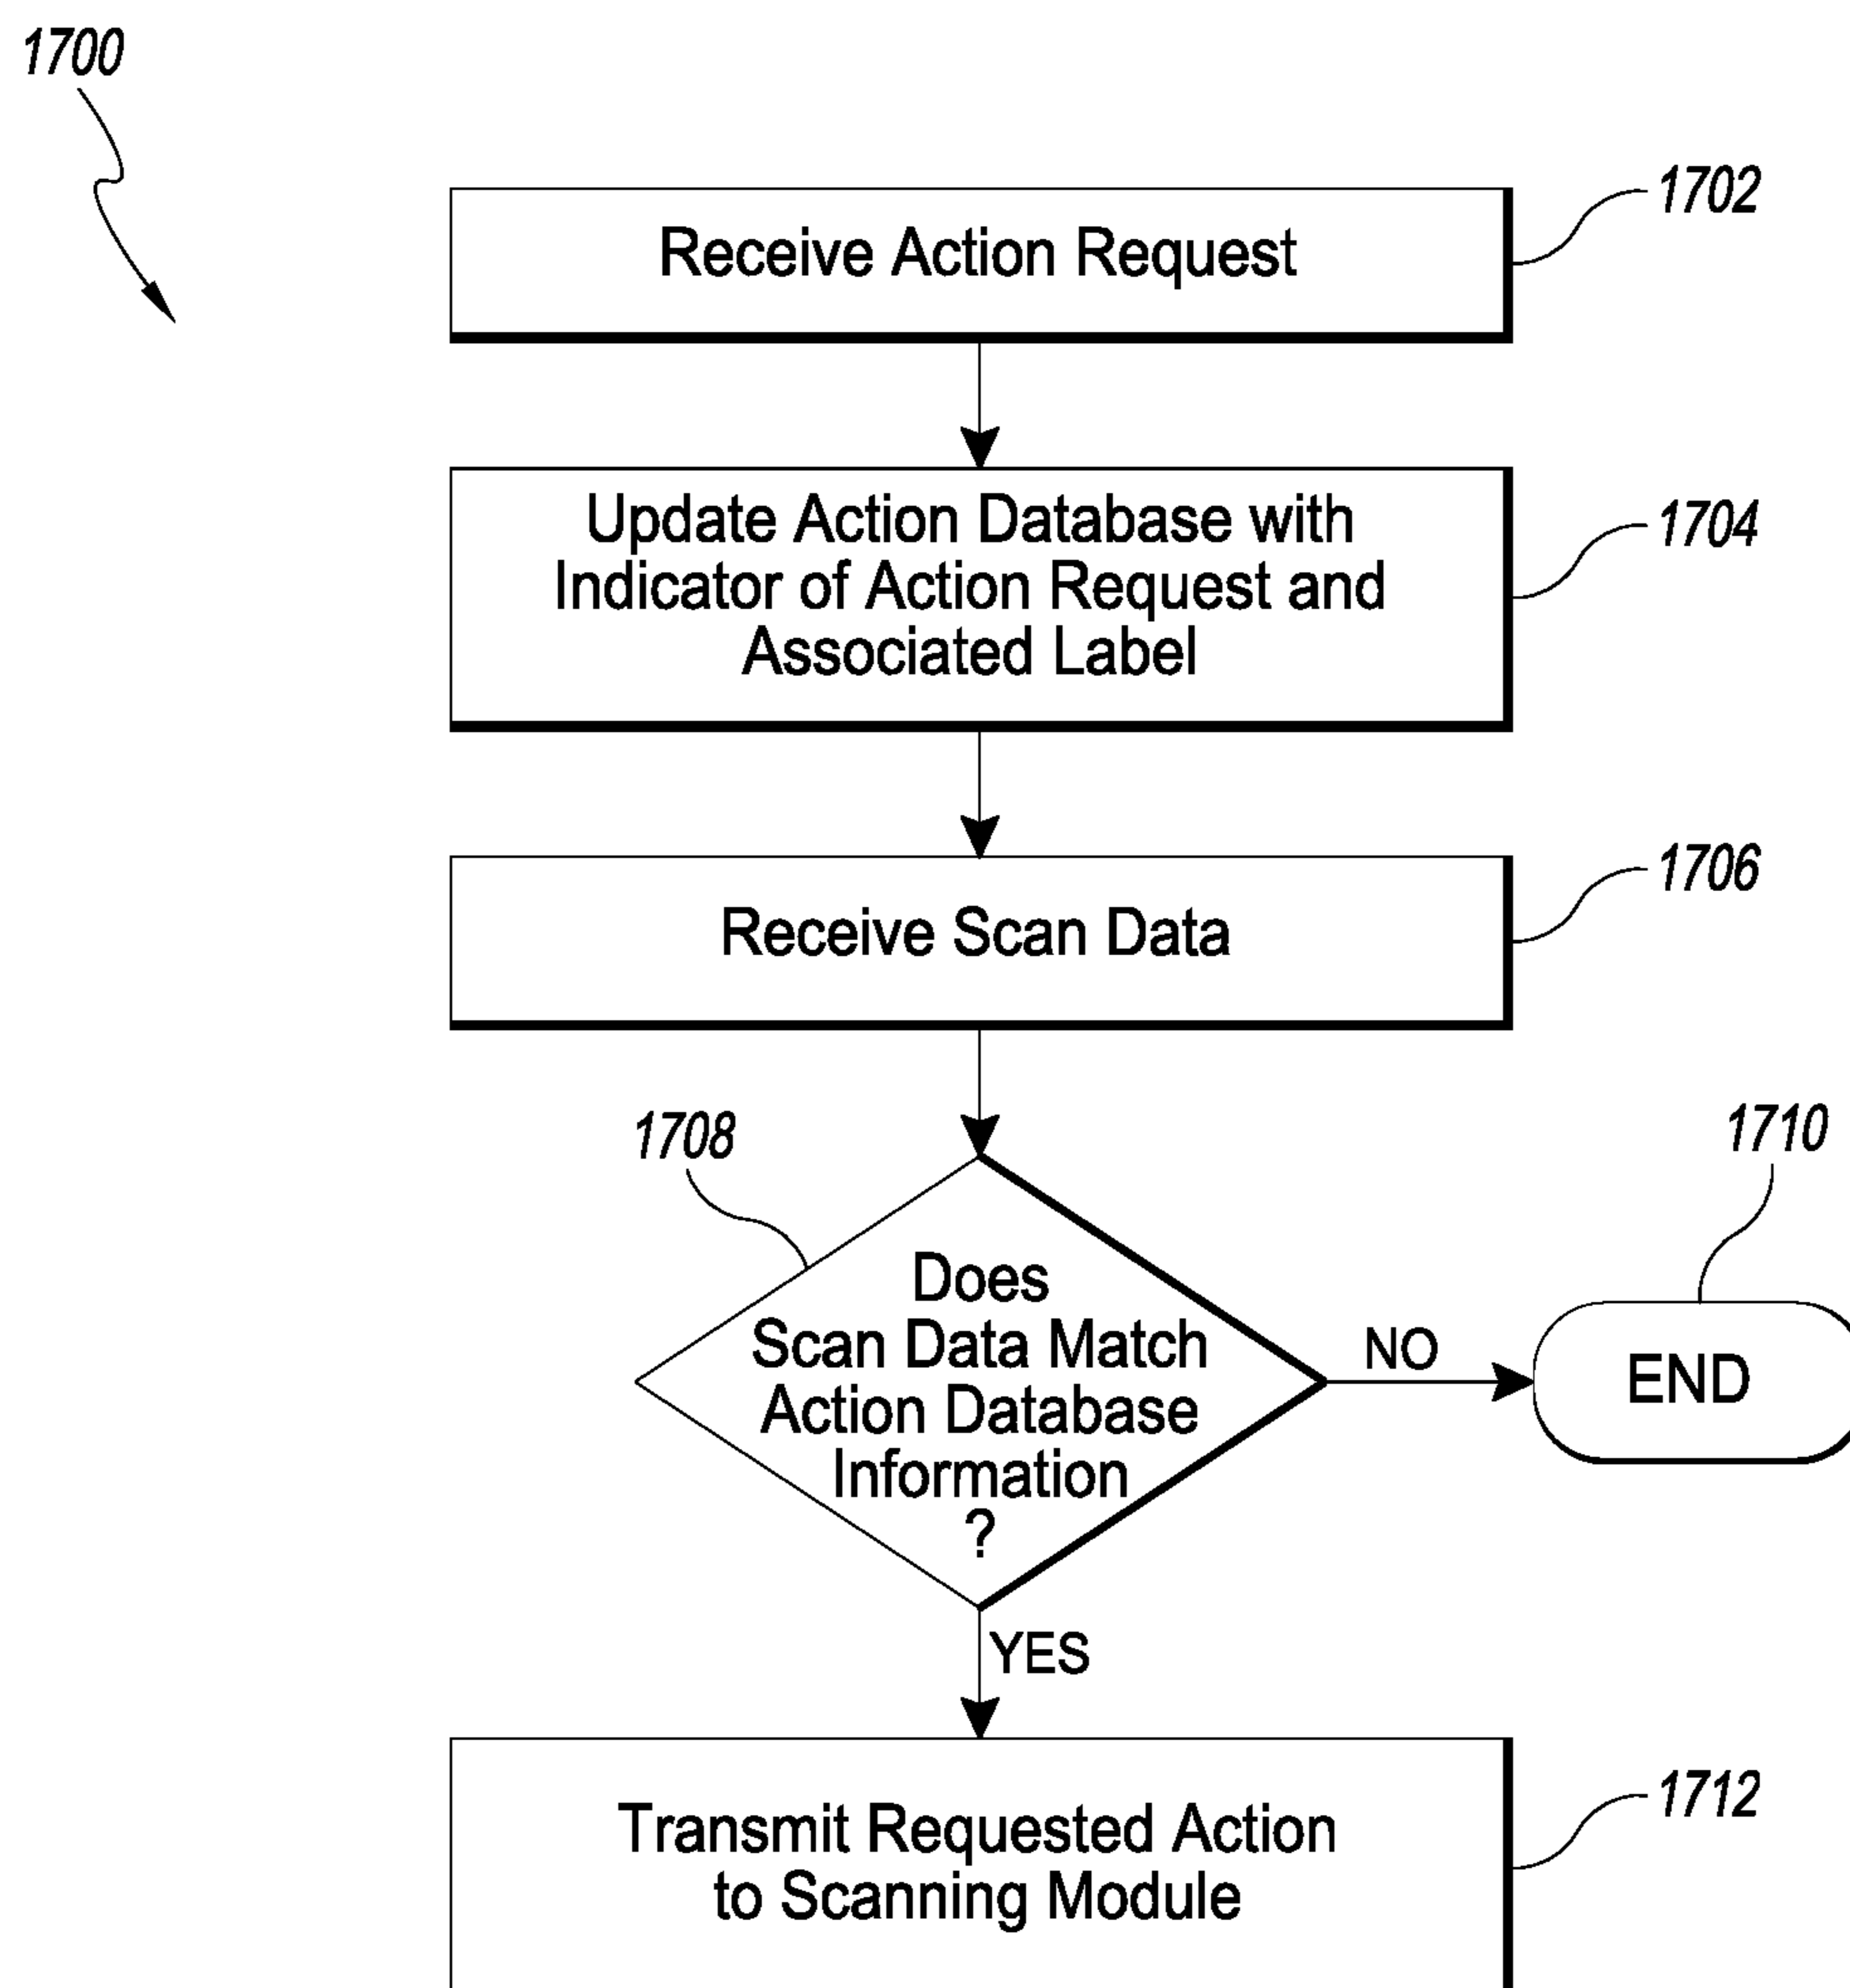 1700
Receive Action Request
1702
Update Action Database with
Indicator of Action Request and
Associated Label
1704
Receive Scan Data
1706
1708
Does
Scan Data Match
Action Database
Information
?
NO
1710
END
YES
Transmit Requested Action
to Scanning Module
1712